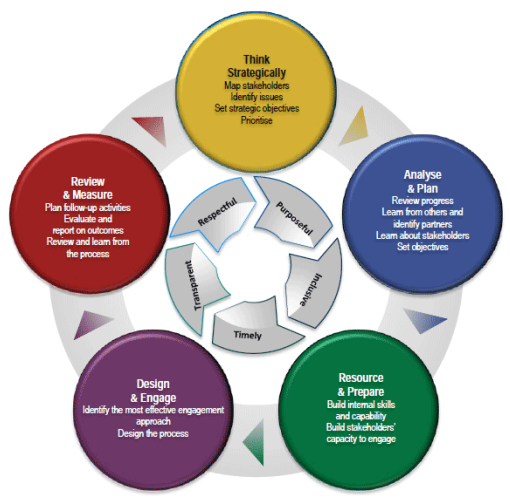 Think
Strategically
Map stakeholders
Identify issues
Set strategic objectives
Prioritise
Analyse
& Plan
Review progress
Learn from others and
identify partners
Learn about stakeholders
Set objectives
Resource
& Prepare
Build internal skills
and capability
Build stakeholders'
capacity to engage
Design
& Engage
Identify the most effective engagement
approach
Design the process
Review
& Measure
Plan follow-up activities
Evaluate and
report on outcomes
Review and learn from
the process
Respectful
Purposeful
Inclusive
Timely
Transparent